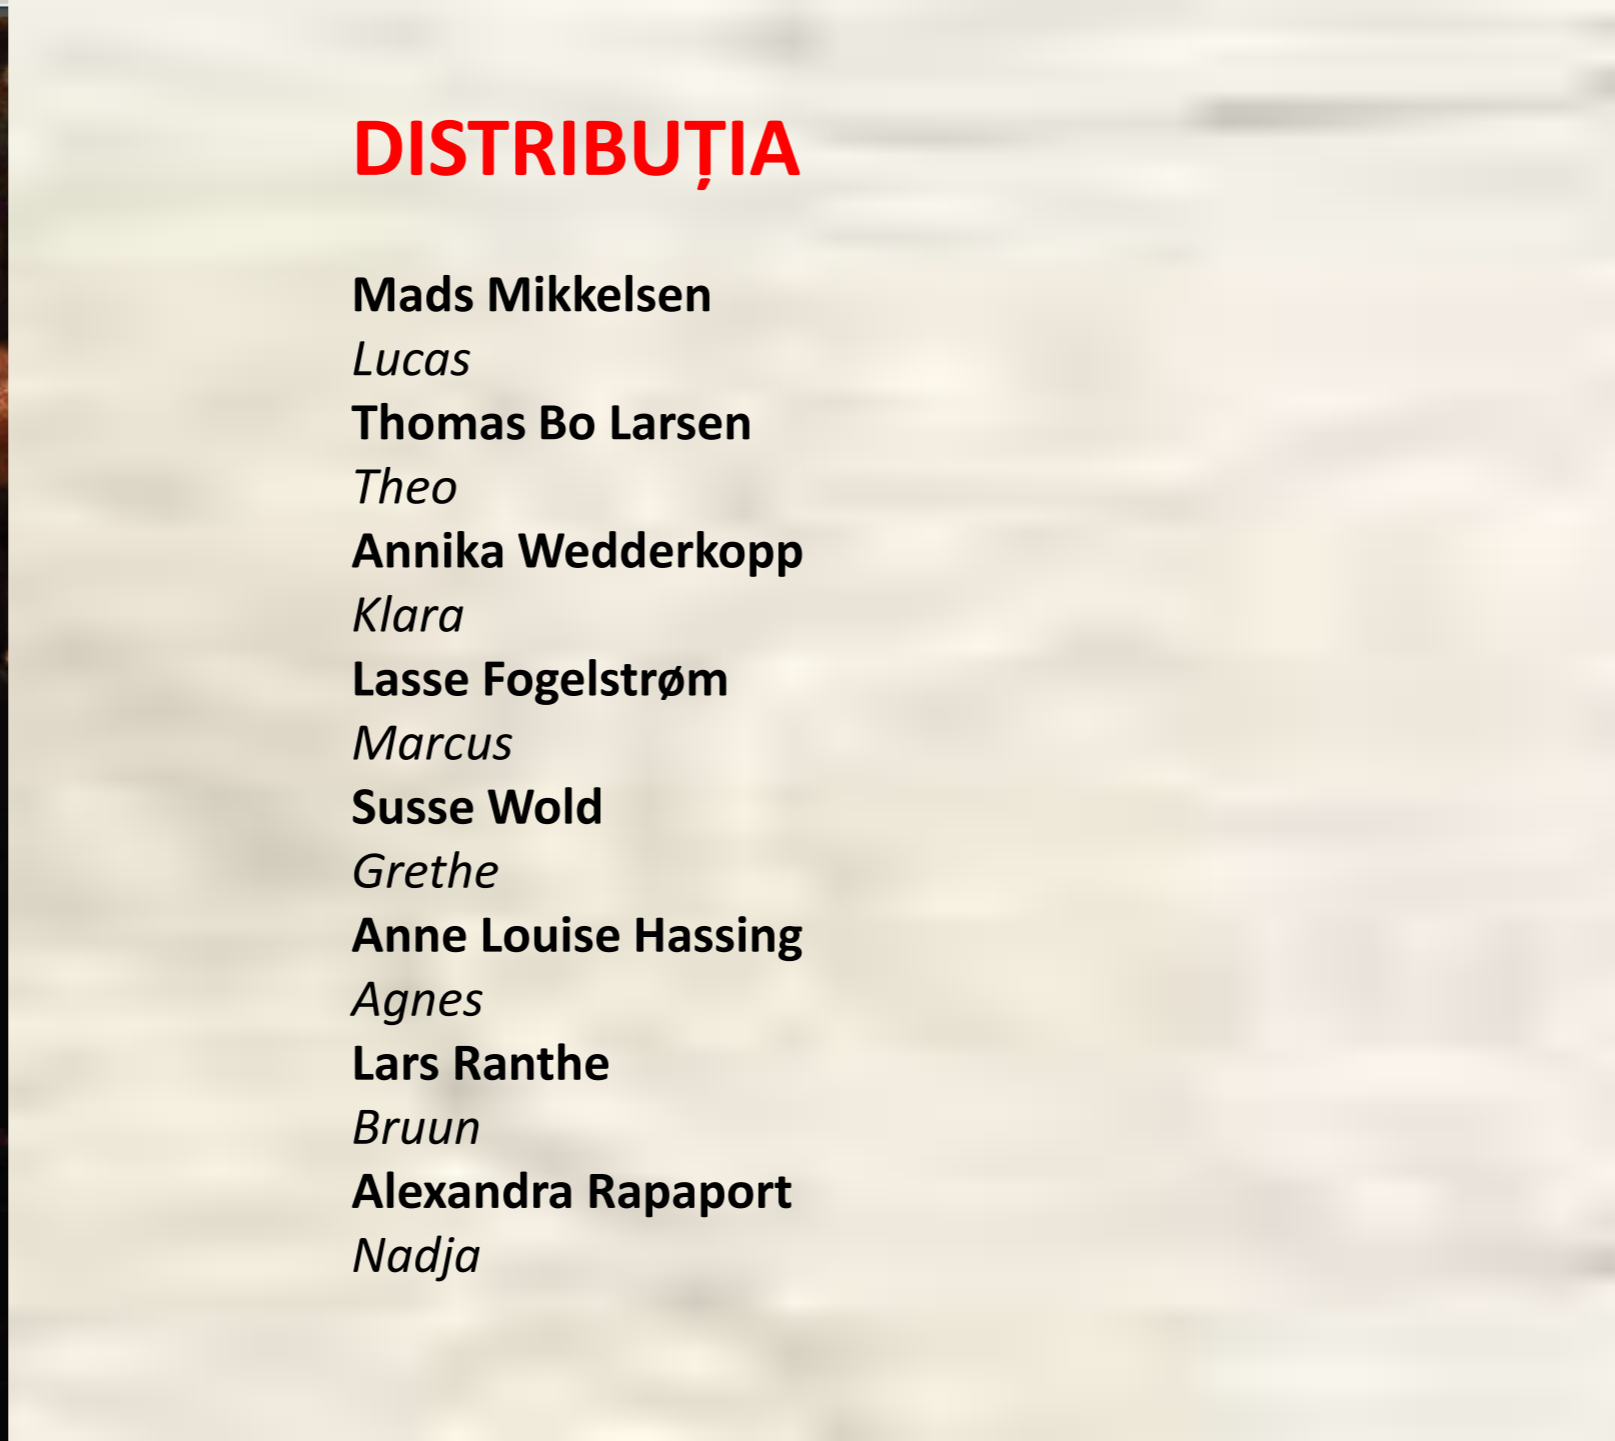 DISTRIBUȚIA
Mads Mikkelsen
Lucas
Thomas Bo Larsen
Theo
Annika Wedderkopp
Klara
Lasse Fogelstrøm
Marcus
Susse Wold
Grethe
Anne Louise Hassing
Agnes
Lars Ranthe
Bruun
Alexandra Rapaport
Nadja